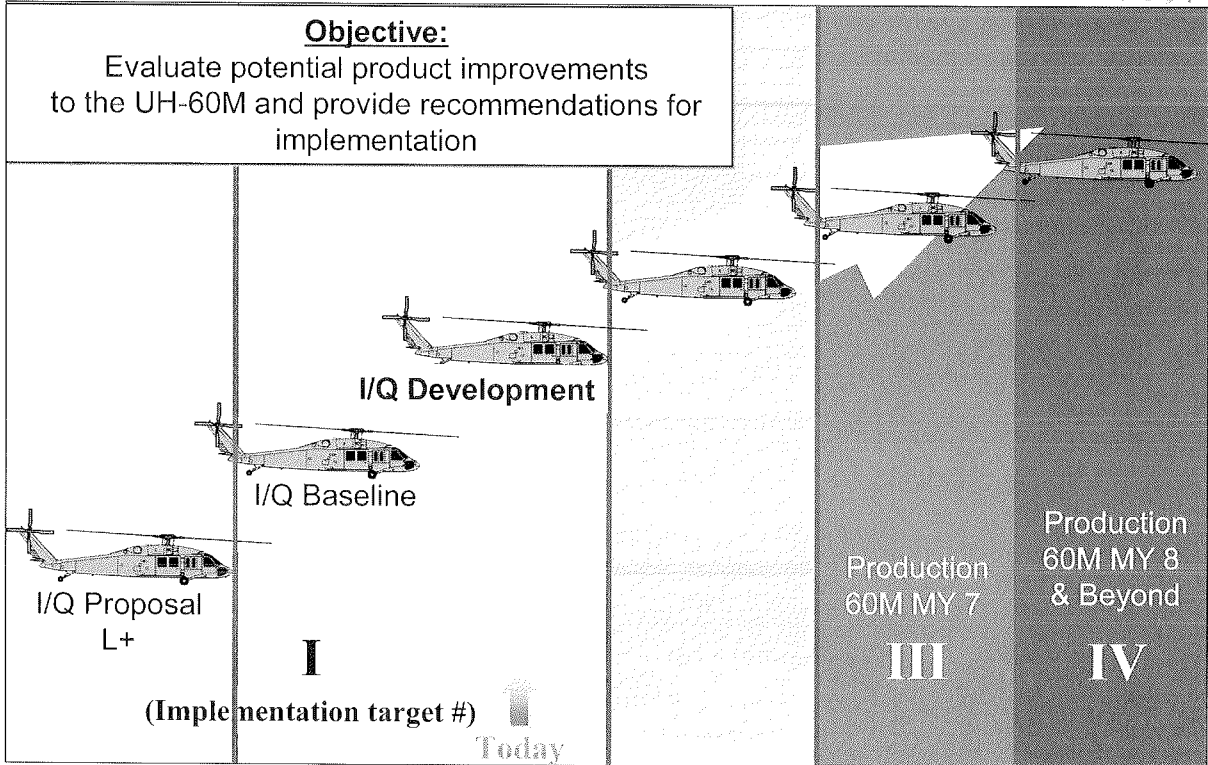 Objective:
Evaluate potential product improvements
to the UH-60M and provide recommendations for
implementation
I/Q Development
I/Q Baseline
I/Q Proposal
L+
I
(Implementation target #)
Today
Production
60M MY 7
III
Production
60M MY 8
& Beyond
IV